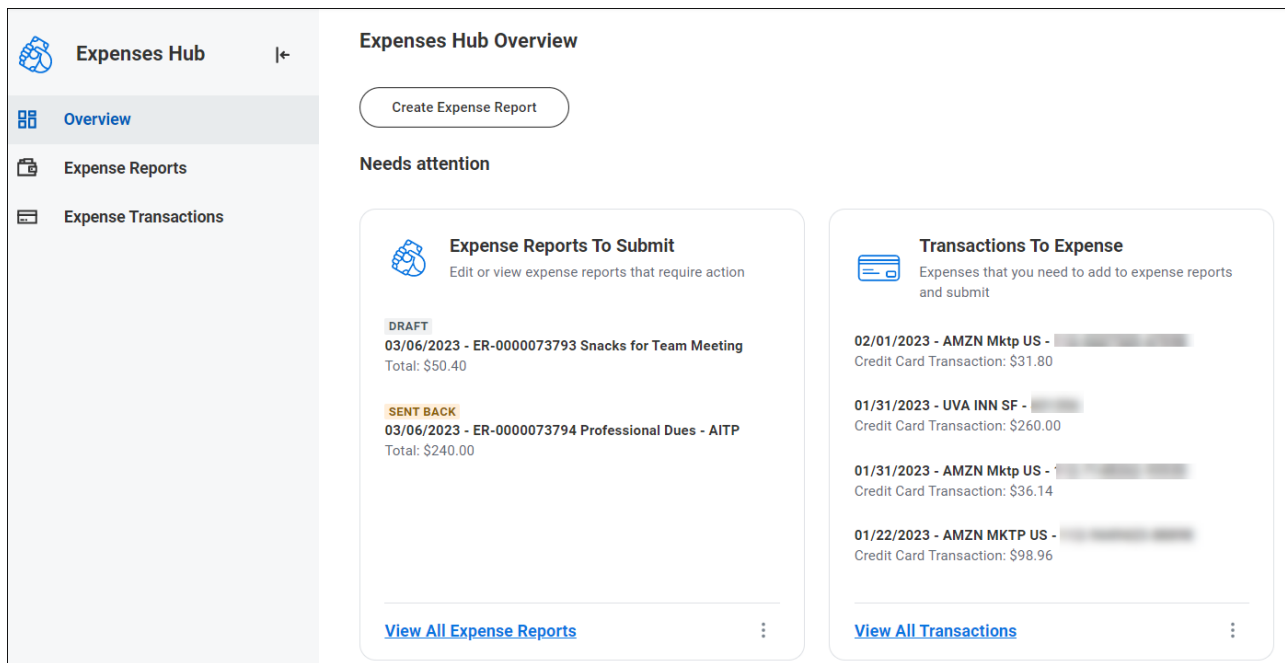 Expenses Hub
Overview
Expense Reports
Expense Transactions
Expenses Hub Overview
Create Expense Report
Needs attention
Expense Reports To Submit
Edit or view expense reports that require action
DRAFT
03/06/2023 - ER-0000073793 Snacks for Team Meeting
Total: $50.40
SENT BACK
03/06/2023 - ER-0000073794 Professional Dues - AITP
Total: $240.00
View All Expense Reports
Transactions To Expense
Expenses that you need to add to expense reports
and submit
02/01/2023 - AMZN Mktp US -
Credit Card Transaction: $31.80
01/31/2023 - UVA INN SF -
Credit Card Transaction: $260.00
01/31/2023 - AMZN Mktp US -
Credit Card Transaction: $36.14
01/22/2023 - AMZN MKTP US -
Credit Card Transaction: $98.96
View All Transactions